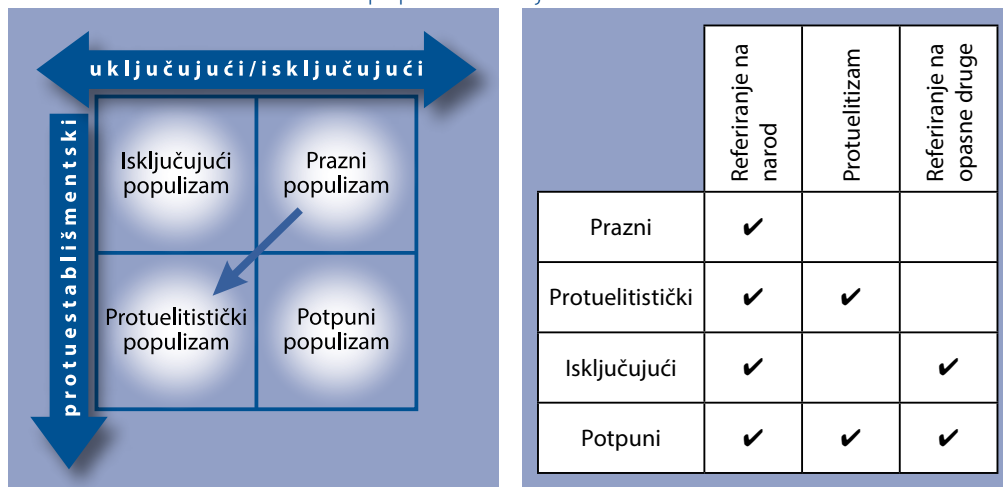 uključujući/isključujući
protuestablišmentski
Isključujući
populizam
Prazni
populizam
Protuelitistički
populizam
Potpuni
populizam
Referiranje na
narod
Protuelitizam
Referiranje na
opasne druge
Prazni ✔
Protuelitistički ✔ ✔
Isključujući ✔ ✔
Potpuni ✔ ✔ ✔